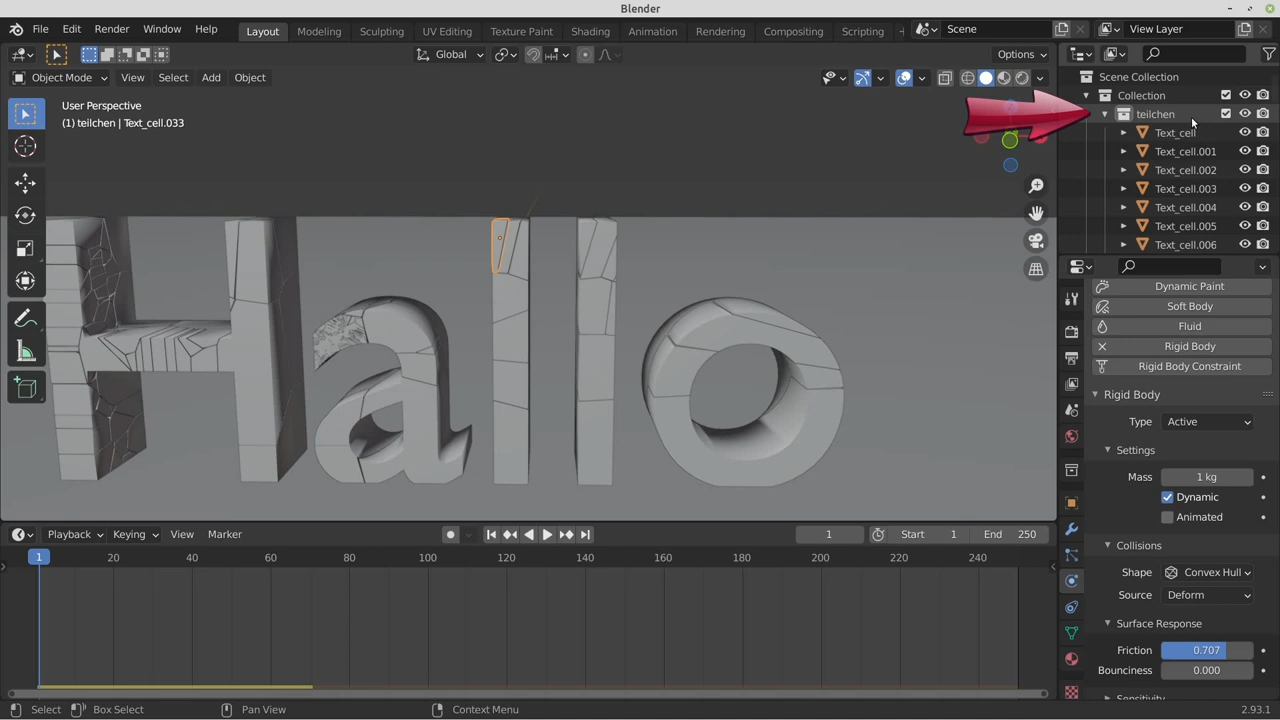 Blender
File Edit Render Window Help
Layout Modeling Sculpting UV Editing Texture Paint Shading Animation Rendering Compositing Scripting
Scene
View Layer
Global
Options
Object Mode View Select Add Object
User Perspective
(1) teilchen | Text_cell.033
Scene Collection
Collection
teilchen
Text_cell
Text_cell.001
Text_cell.002
Text_cell.003
Text_cell.004
Text_cell.005
Text_cell.006
Hallo
Dynamic Paint
Soft Body
Fluid
Rigid Body
Rigid Body Constraint
Rigid Body
Type Active
Settings
Mass 1 kg
Dynamic
Animated
Collisions
Shape Convex Hull
Source Deform
Surface Response
Friction 0.707
Bounciness 0.000
Sensitivity
Playback Keying View Marker
1 Start 1 End 250
1 20 40 60 80 100 120 140 160 180 200 220 240
Select Box Select Pan View Context Menu 2.93.1